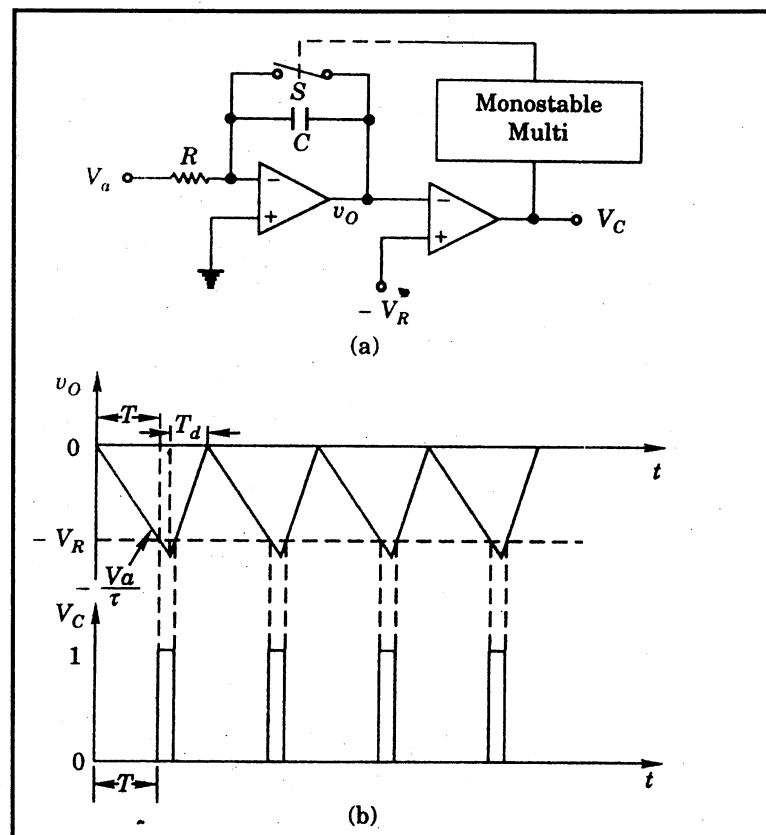 S
Monostable
Multi
C
R
V_a
−
+
v_O
−
+
V_C
− V_R
(a)
v_O
T
T_d
0
t
− V_R
− Va/τ
V_C
1
0
T
t
(b)